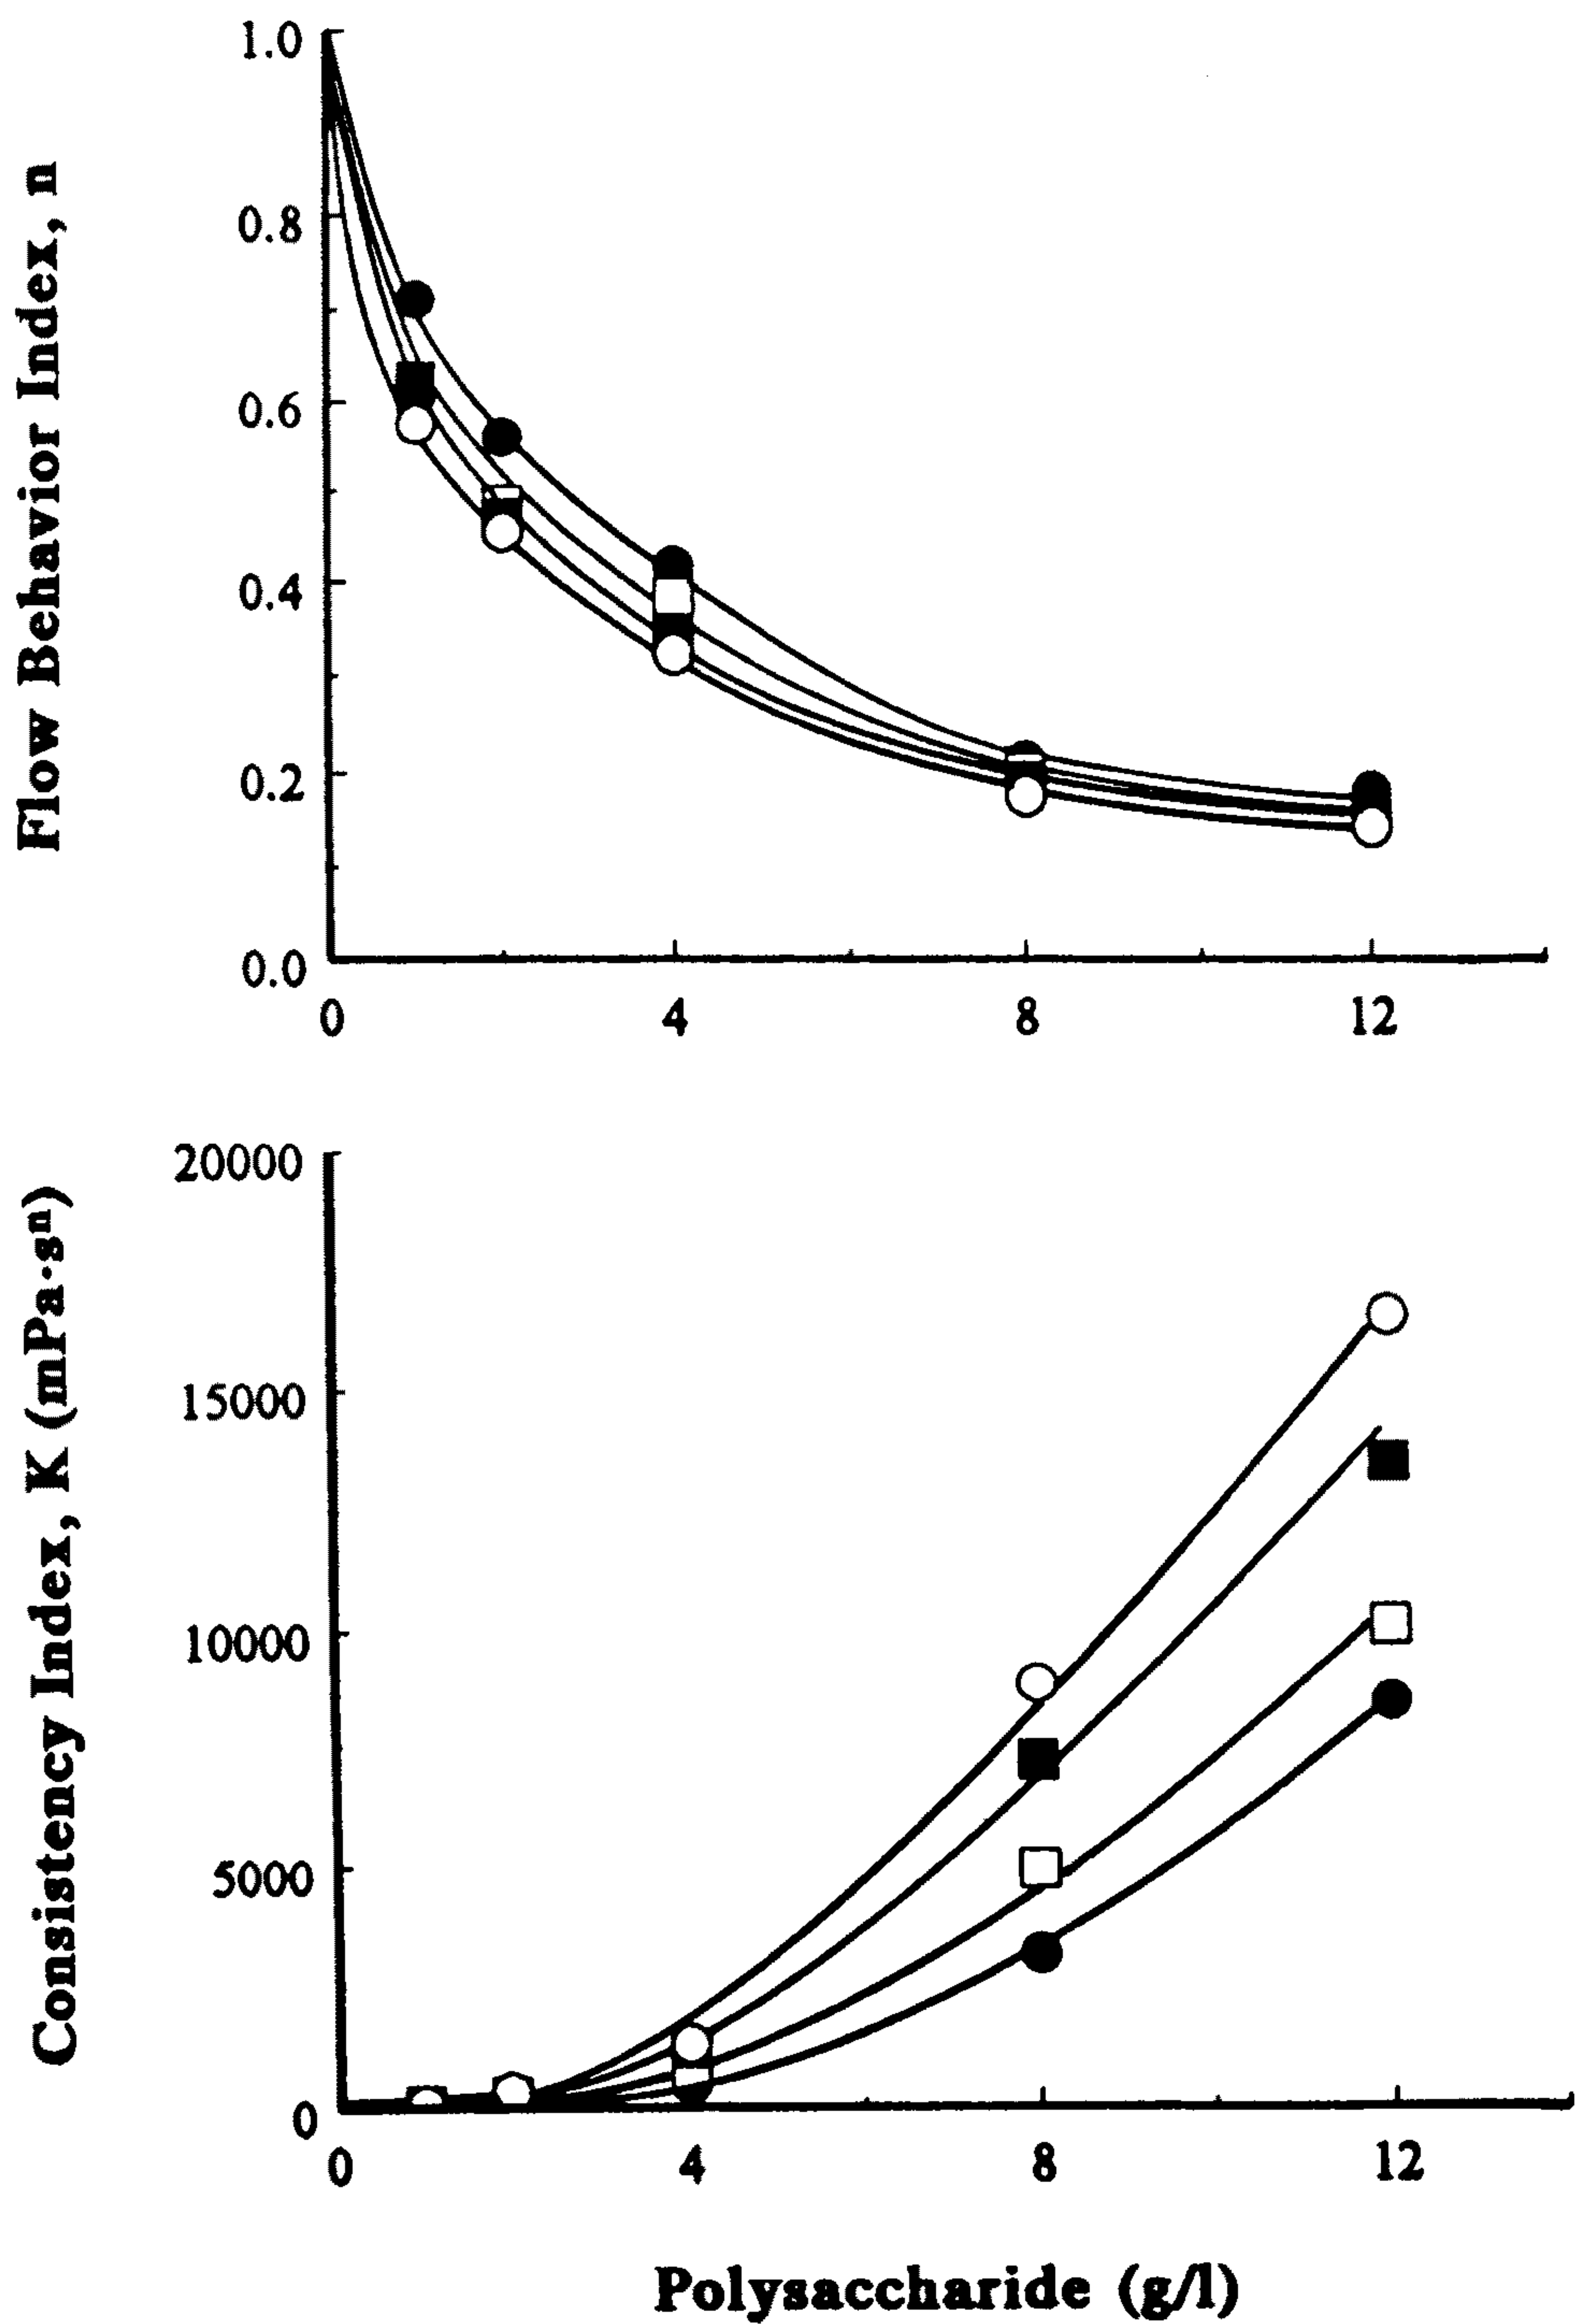 Flow Behavior Index, n
1.0
0.8
0.6
0.4
0.2
0.0
0 4 8 12
Consistency Index, K (mPa·sⁿ)
20000
15000
10000
5000
0
0 4 8 12
Polysaccharide (g/l)